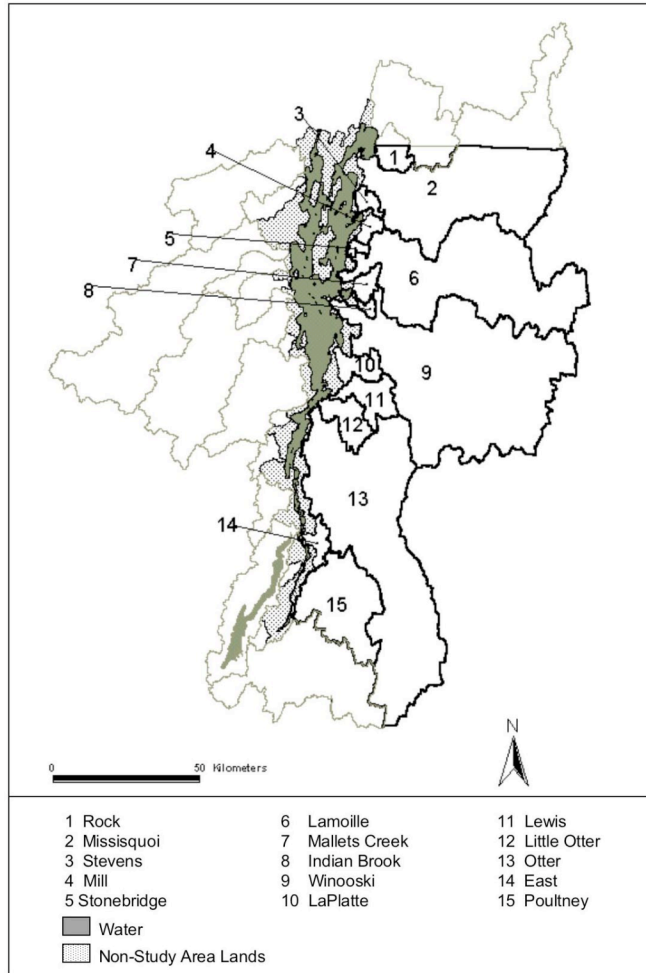 3
4
1
2
5
6
7
8
10
9
11
12
13
14
15
N
0 50 Kilometers
1 Rock 6 Lamoille 11 Lewis
2 Missisquoi 7 Mallets Creek 12 Little Otter
3 Stevens 8 Indian Brook 13 Otter
4 Mill 9 Winooski 14 East
5 Stonebridge 10 LaPlatte 15 Poultney
Water
Non-Study Area Lands